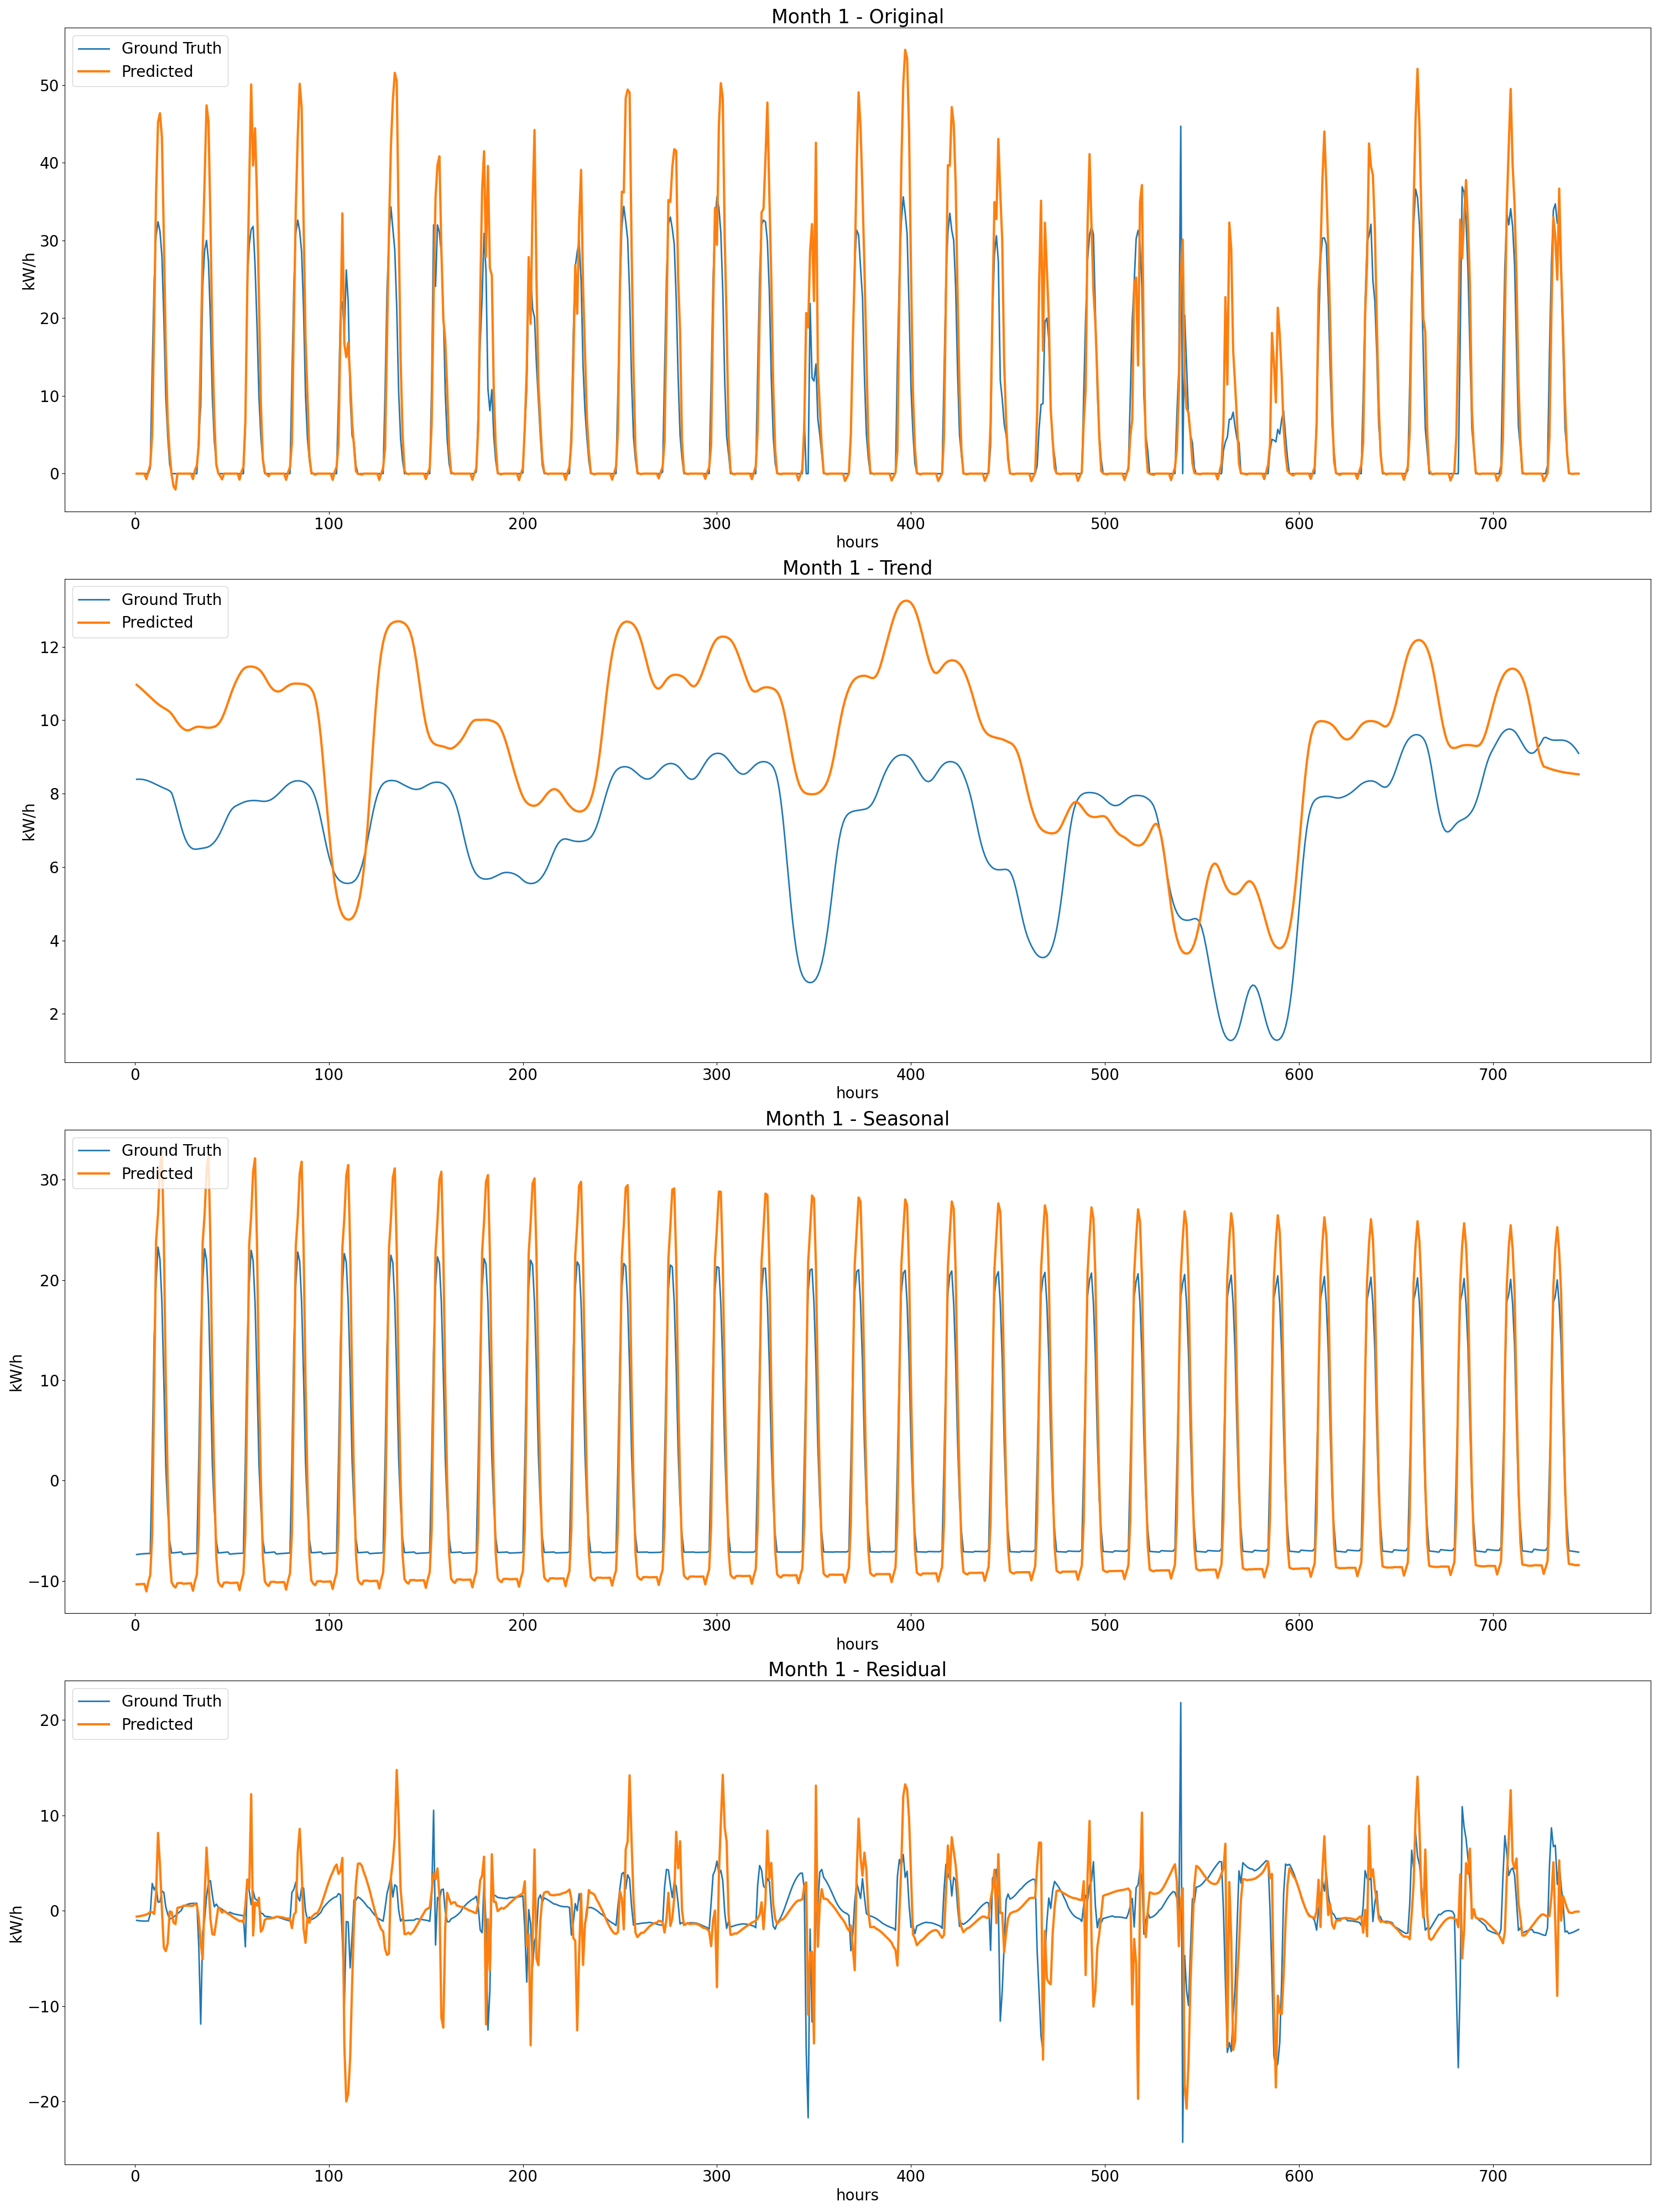 Month 1 - Original
Ground Truth
Predicted
kW/h
50
40
30
20
10
0
0 100 200 300 400 500 600 700
hours
Month 1 - Trend
Ground Truth
Predicted
kW/h
12
10
8
6
4
2
0 100 200 300 400 500 600 700
hours
Month 1 - Seasonal
Ground Truth
Predicted
kW/h
30
20
10
0
−10
0 100 200 300 400 500 600 700
hours
Month 1 - Residual
Ground Truth
Predicted
kW/h
20
10
0
−10
−20
0 100 200 300 400 500 600 700
hours